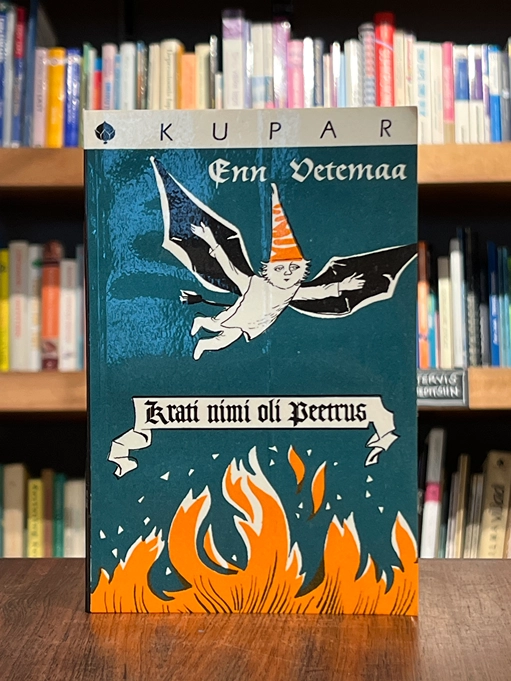 KUPAR
Enn Vetemaa
Krati nimi oli Peetrus
TERVIS